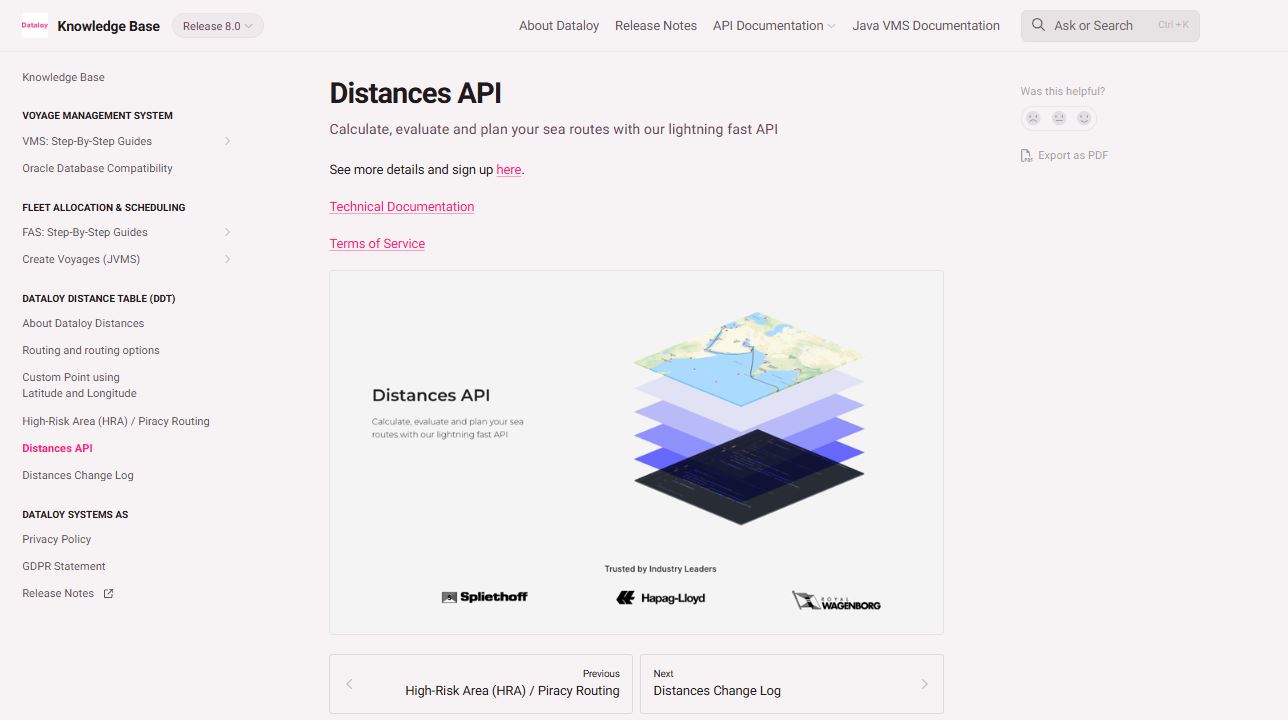 Dataloy
Knowledge Base
Release 8.0
About Dataloy
Release Notes
API Documentation
Java VMS Documentation
Ask or Search
Ctrl + K
Knowledge Base
VOYAGE MANAGEMENT SYSTEM
VMS: Step-By-Step Guides
Oracle Database Compatibility
FLEET ALLOCATION & SCHEDULING
FAS: Step-By-Step Guides
Create Voyages (JVMS)
DATALOY DISTANCE TABLE (DDT)
About Dataloy Distances
Routing and routing options
Custom Point using
Latitude and Longitude
High-Risk Area (HRA) / Piracy Routing
Distances API
Distances Change Log
DATALOY SYSTEMS AS
Privacy Policy
GDPR Statement
Release Notes
Distances API
Calculate, evaluate and plan your sea routes with our lightning fast API
See more details and sign up here.
Technical Documentation
Terms of Service
Distances API
Calculate, evaluate and plan your sea
routes with our lightning fast API
Trusted by Industry Leaders
Spliethoff
Hapag-Lloyd
ROYAL
WAGENBORG
Previous
High-Risk Area (HRA) / Piracy Routing
Next
Distances Change Log
Was this helpful?
Export as PDF